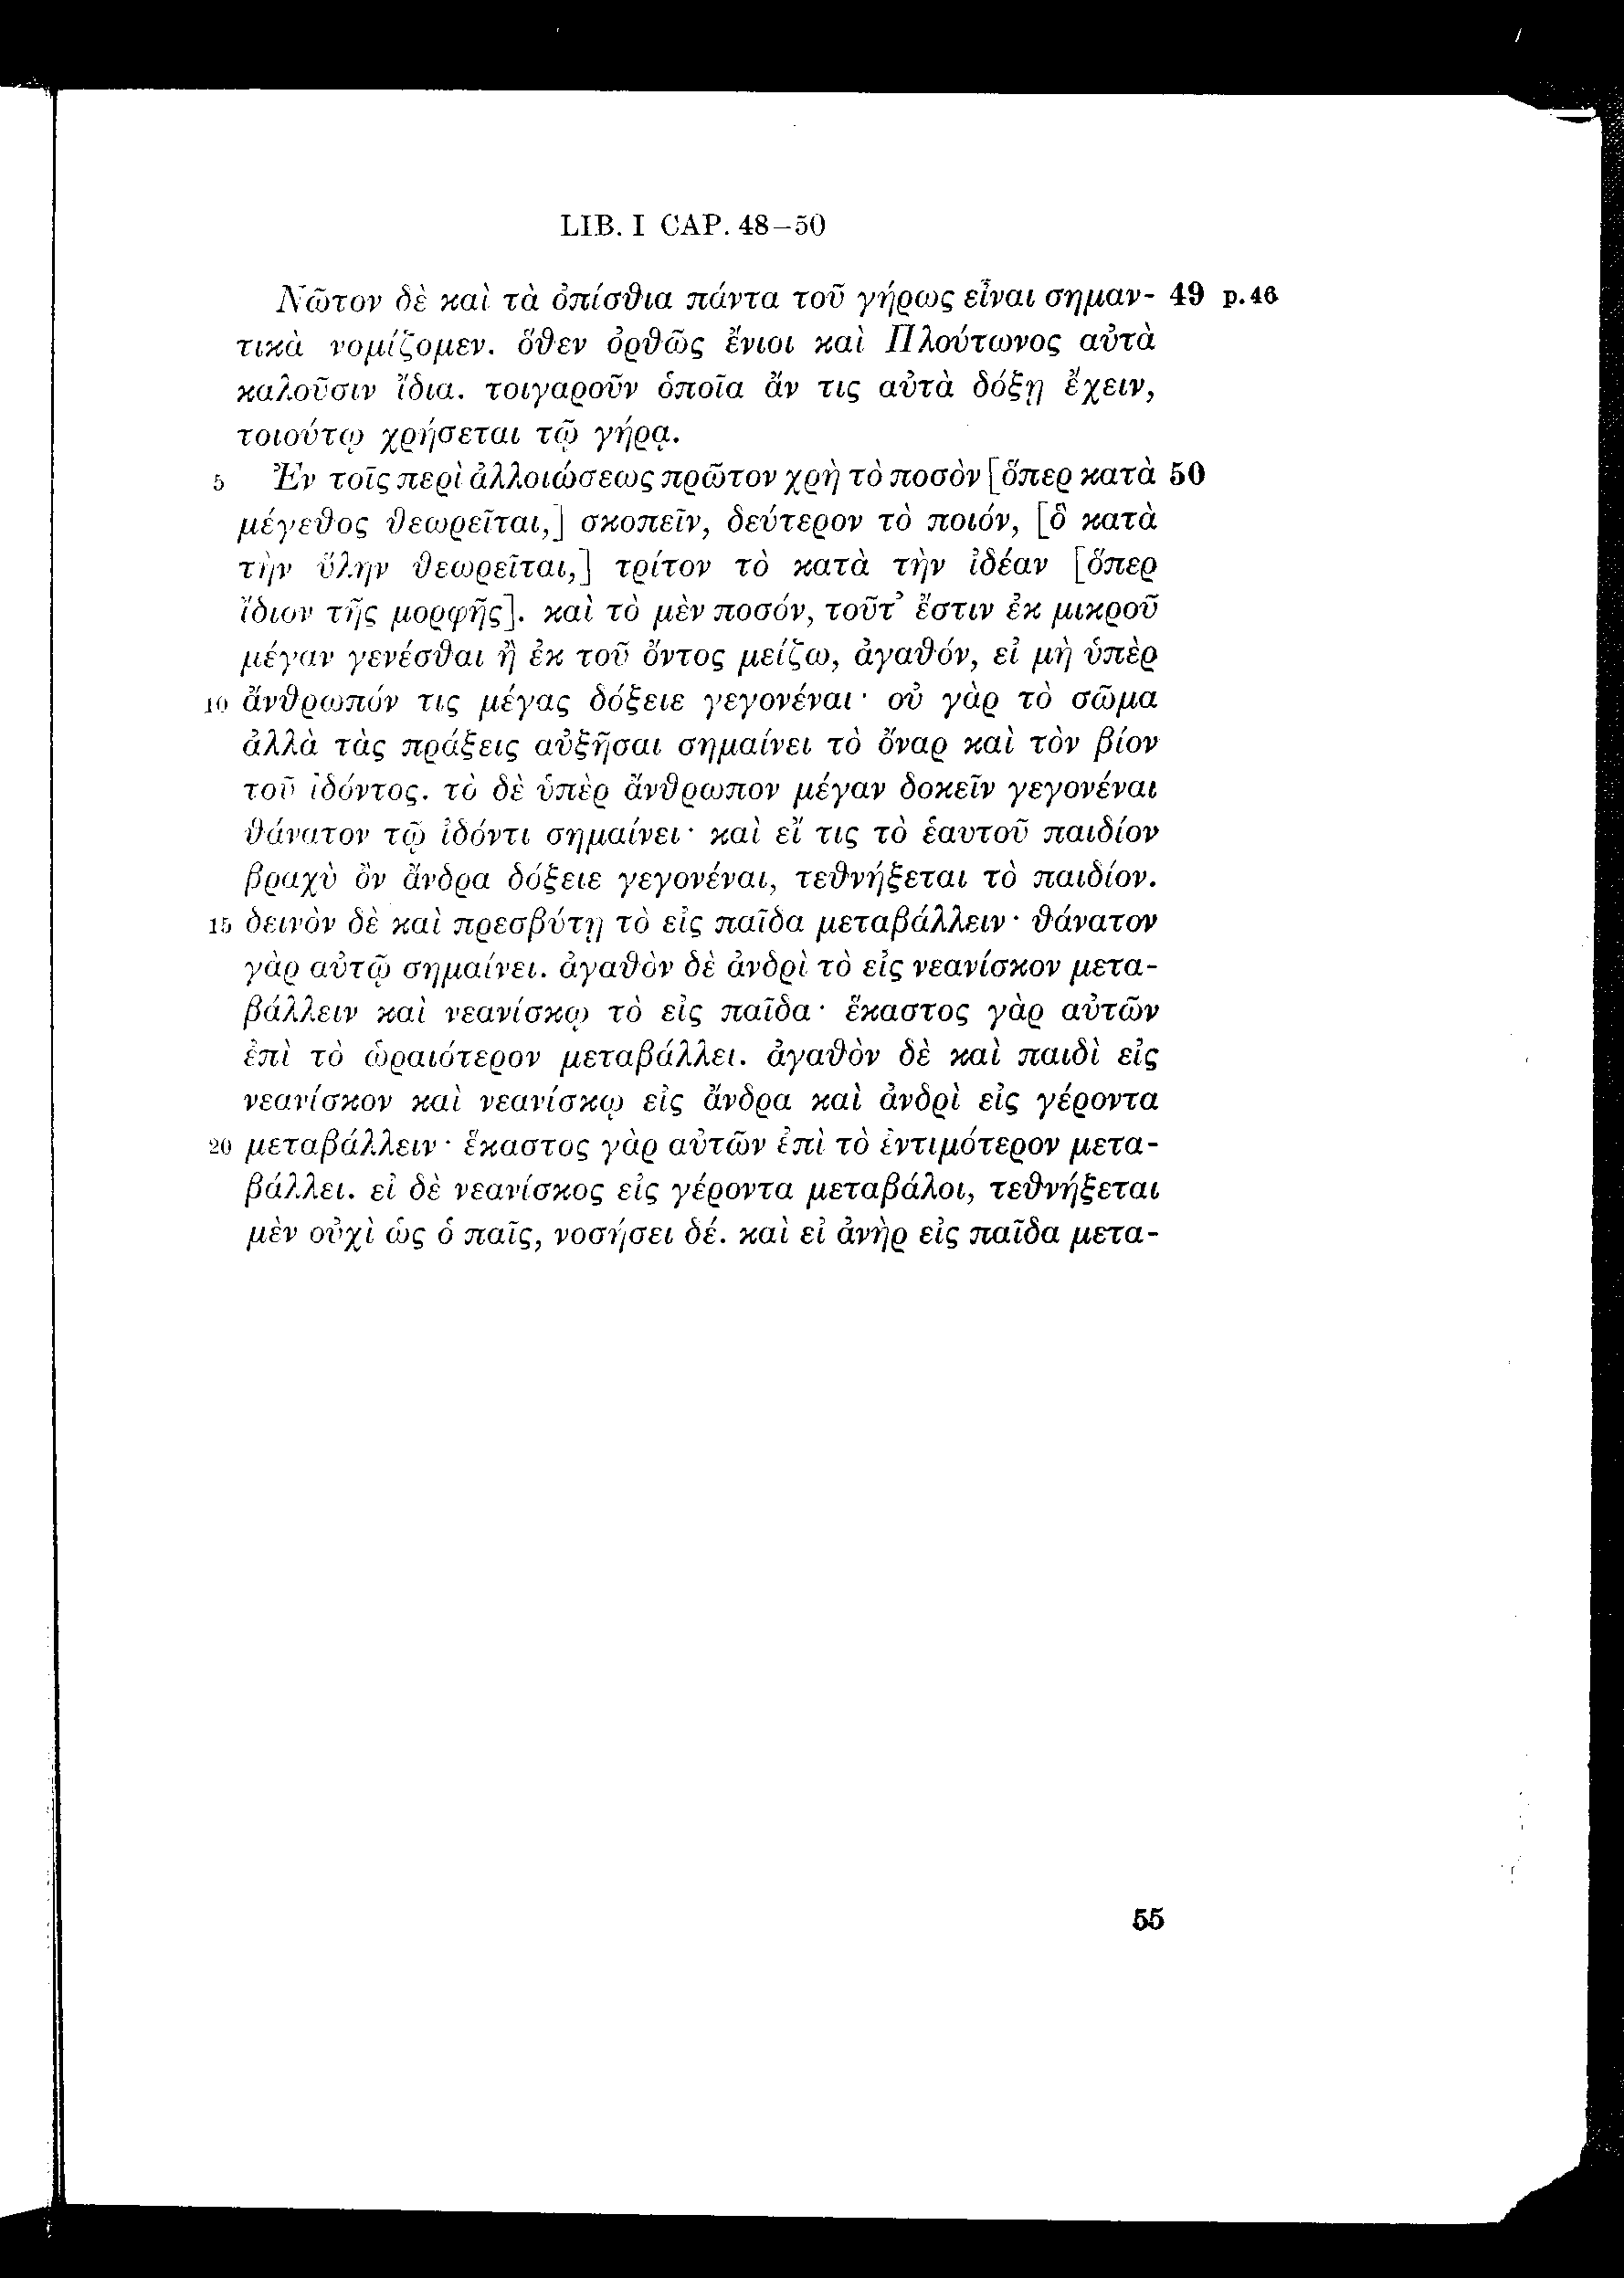 LIB. I CAP. 48–50
Νῶτον δὲ καὶ τὰ ὀπίσθια πάντα τοῦ γήρως εἶναι σημαν- 49 p. 46
τικὰ νομίζομεν. ὅθεν ὀρθῶς ἔνιοι καὶ Πλούτωνος αὐτὰ
καλοῦσιν ἴδια. τοιγαροῦν ὁποῖα ἄν τις αὐτὰ δόξῃ ἔχειν,
τοιούτῳ χρήσεται τῷ γήρᾳ.
5 Ἐν τοῖς περὶ ἀλλοιώσεως πρῶτον χρὴ τὸ ποσὸν [ὅπερ κατὰ 50
μέγεθος θεωρεῖται,] σκοπεῖν, δεύτερον τὸ ποιόν, [ὃ κατὰ
τὴν ὕλην θεωρεῖται,] τρίτον τὸ κατὰ τὴν ἰδέαν [ὅπερ
ἴδιον τῆς μορφῆς]. καὶ τὸ μὲν ποσόν, τοῦτ’ ἔστιν ἐκ μικροῦ
μέγαν γενέσθαι ἢ ἐκ τοῦ ὄντος μείζω, ἀγαθόν, εἰ μὴ ὑπὲρ
10 ἄνθρωπόν τις μέγας δόξειε γεγονέναι· οὐ γὰρ τὸ σῶμα
ἀλλὰ τὰς πράξεις αὐξῆσαι σημαίνει τὸ ὄναρ καὶ τὸν βίον
τοῦ ἰδόντος. τὸ δὲ ὑπὲρ ἄνθρωπον μέγαν δοκεῖν γεγονέναι
θάνατον τῷ ἰδόντι σημαίνει· καὶ εἴ τις τὸ ἑαυτοῦ παιδίον
βραχὺ ὂν ἄνδρα δόξειε γεγονέναι, τεθνήξεται τὸ παιδίον.
15 δεινὸν δὲ καὶ πρεσβύτῃ τὸ εἰς παῖδα μεταβάλλειν· θάνατον
γὰρ αὐτῷ σημαίνει. ἀγαθὸν δὲ ἀνδρὶ τὸ εἰς νεανίσκον μετα-
βάλλειν καὶ νεανίσκῳ τὸ εἰς παῖδα· ἕκαστος γὰρ αὐτῶν
ἐπὶ τὸ ὡραιότερον μεταβάλλει. ἀγαθὸν δὲ καὶ παιδὶ εἰς
νεανίσκον καὶ νεανίσκῳ εἰς ἄνδρα καὶ ἀνδρὶ εἰς γέροντα
20 μεταβάλλειν· ἕκαστος γὰρ αὐτῶν ἐπὶ τὸ ἐντιμότερον μετα-
βάλλει. εἰ δὲ νεανίσκος εἰς γέροντα μεταβάλοι, τεθνήξεται
μὲν οὐχὶ ὡς ὁ παῖς, νοσήσει δέ. καὶ εἰ ἀνὴρ εἰς παῖδα μετα-
55